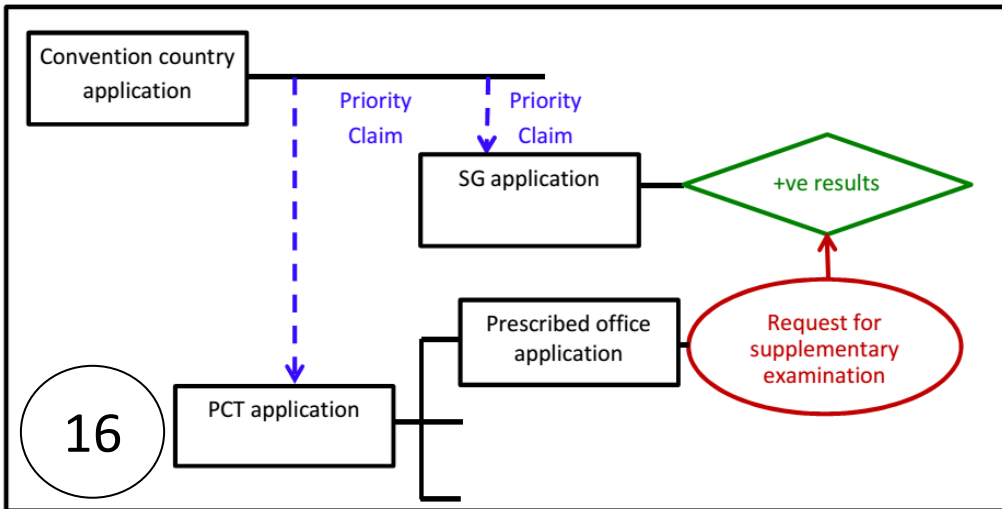 Convention country
application
Priority
Claim
Priority
Claim
SG application
+ve results
Prescribed office
application
Request for
supplementary
examination
PCT application
16